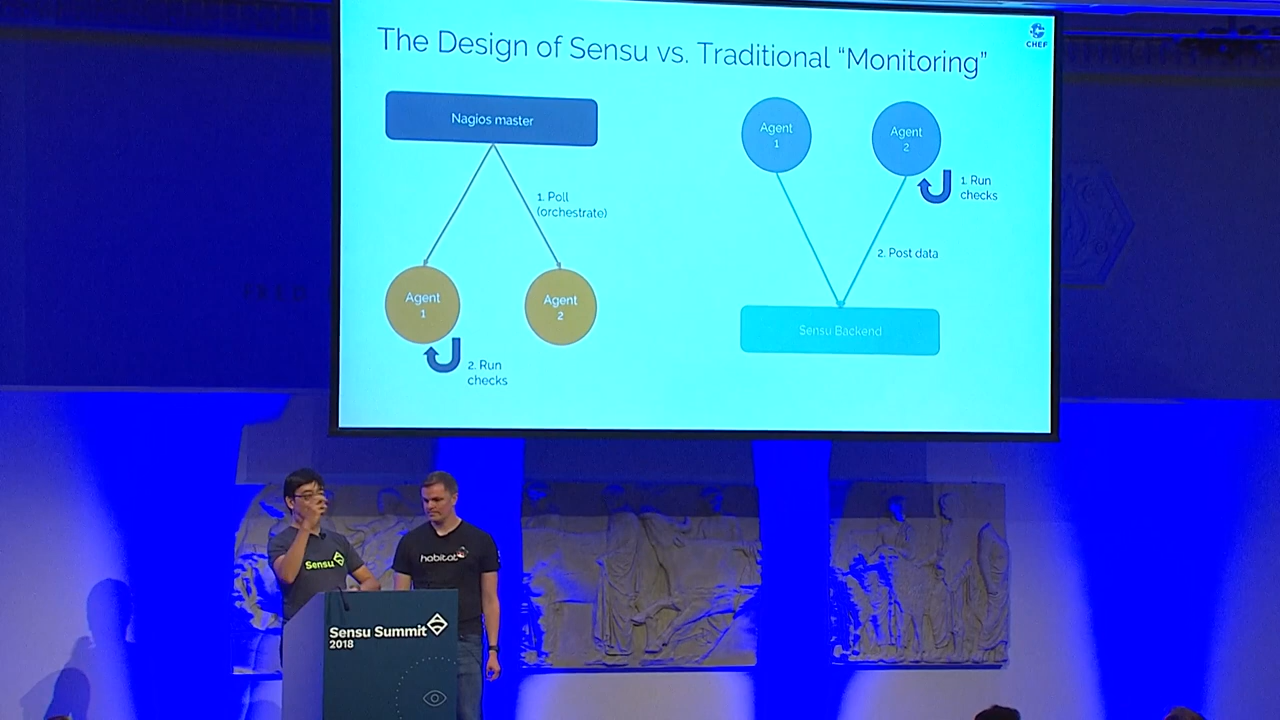 The Design of Sensu vs. Traditional “Monitoring”
CHEF
Nagios master
1. Poll
(orchestrate)
Agent
1
Agent
2
2. Run
checks
Agent
1
Agent
2
1. Run
checks
2. Post data
Sensu Backend
Sensu
habitat
Sensu Summit
2018